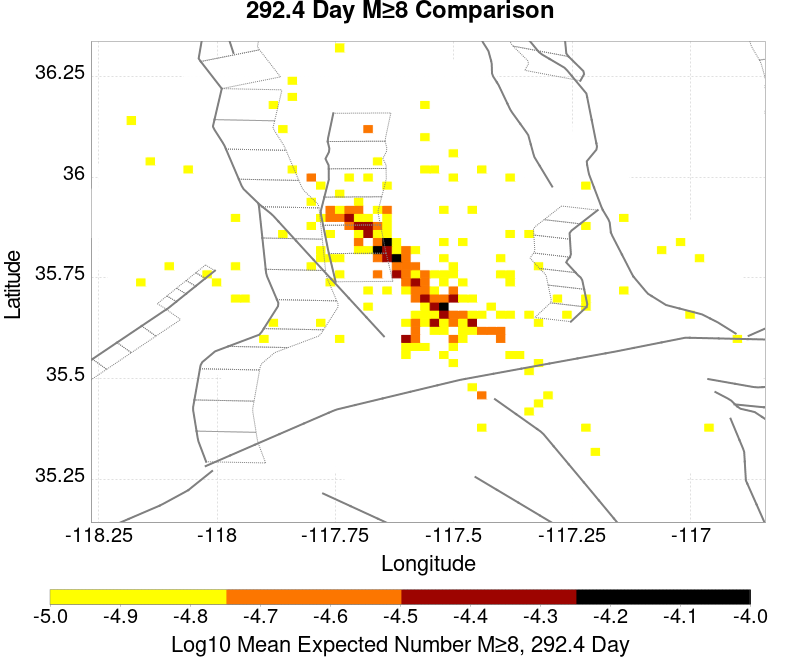 292.4 Day M≥8 Comparison
36.25
36
35.75
35.5
35.25
Latitude
-118.25 -118 -117.75 -117.5 -117.25 -117
Longitude
-5.0 -4.9 -4.8 -4.7 -4.6 -4.5 -4.4 -4.3 -4.2 -4.1 -4.0
Log10 Mean Expected Number M≥8, 292.4 Day